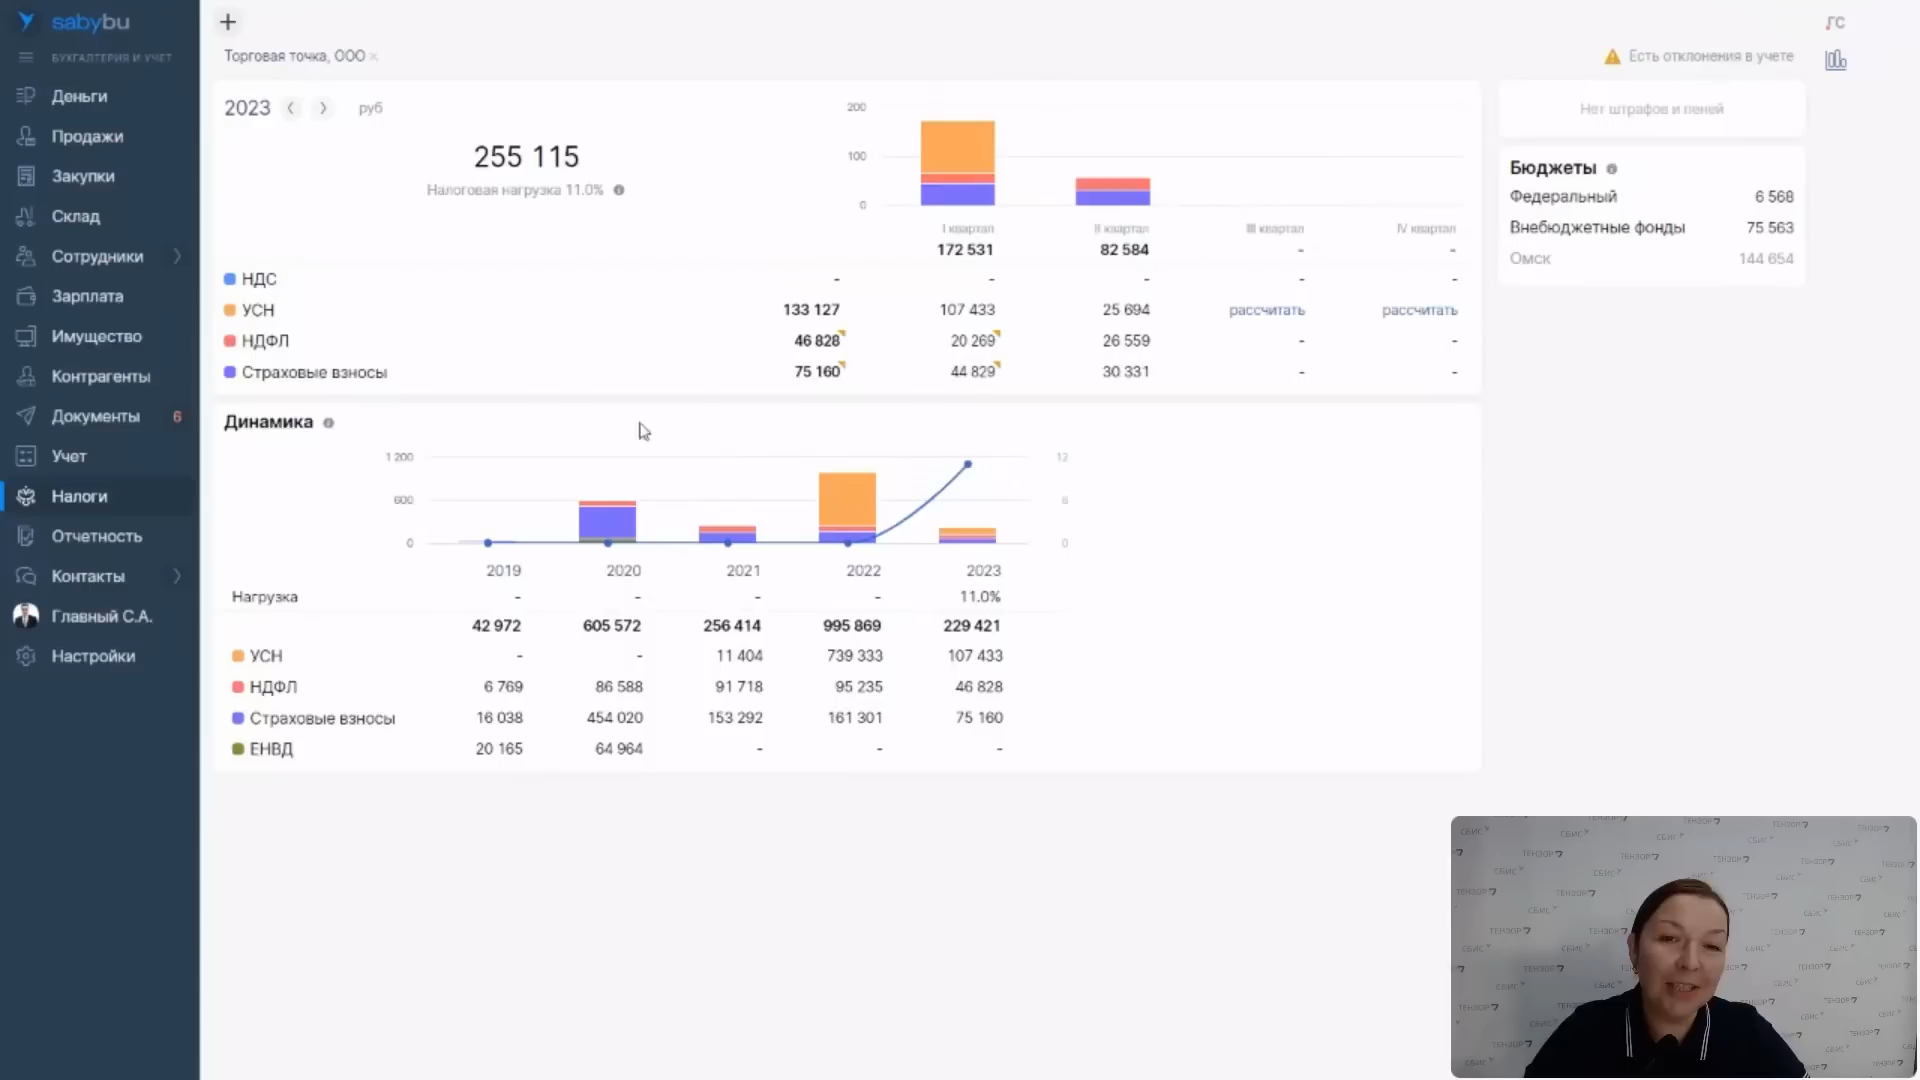 sabybu
БУХГАЛТЕРИЯ И УЧЕТ
Деньги
Продажи
Закупки
Склад
Сотрудники
Зарплата
Имущество
Контрагенты
Документы 6
Учет
Налоги
Отчетность
Контакты
Главный С.А.
Настройки
+
ГС
Торговая точка, ООО ×
Есть отклонения в учете
2023 < > руб
255 115
Налоговая нагрузка 11.0%
200
100
0
I квартал II квартал III квартал IV квартал
172 531 82 584 - -
НДС - - - - -
УСН 133 127 107 433 25 694 рассчитать рассчитать
НДФЛ 46 828 20 269 26 559 - -
Страховые взносы 75 160 44 829 30 331 - -
Нет штрафов и пеней
Бюджеты
Федеральный 6 568
Внебюджетные фонды 75 563
Омск 144 654
Динамика
1 200 12
600 6
0 0
2019 2020 2021 2022 2023
Нагрузка - - - - 11.0%
42 972 605 572 256 414 995 869 229 421
УСН - - 11 404 739 333 107 433
НДФЛ 6 769 86 588 91 718 95 235 46 828
Страховые взносы 16 038 454 020 153 292 161 301 75 160
ЕНВД 20 165 64 964 - - -
СБИС
ТЕНЗОР